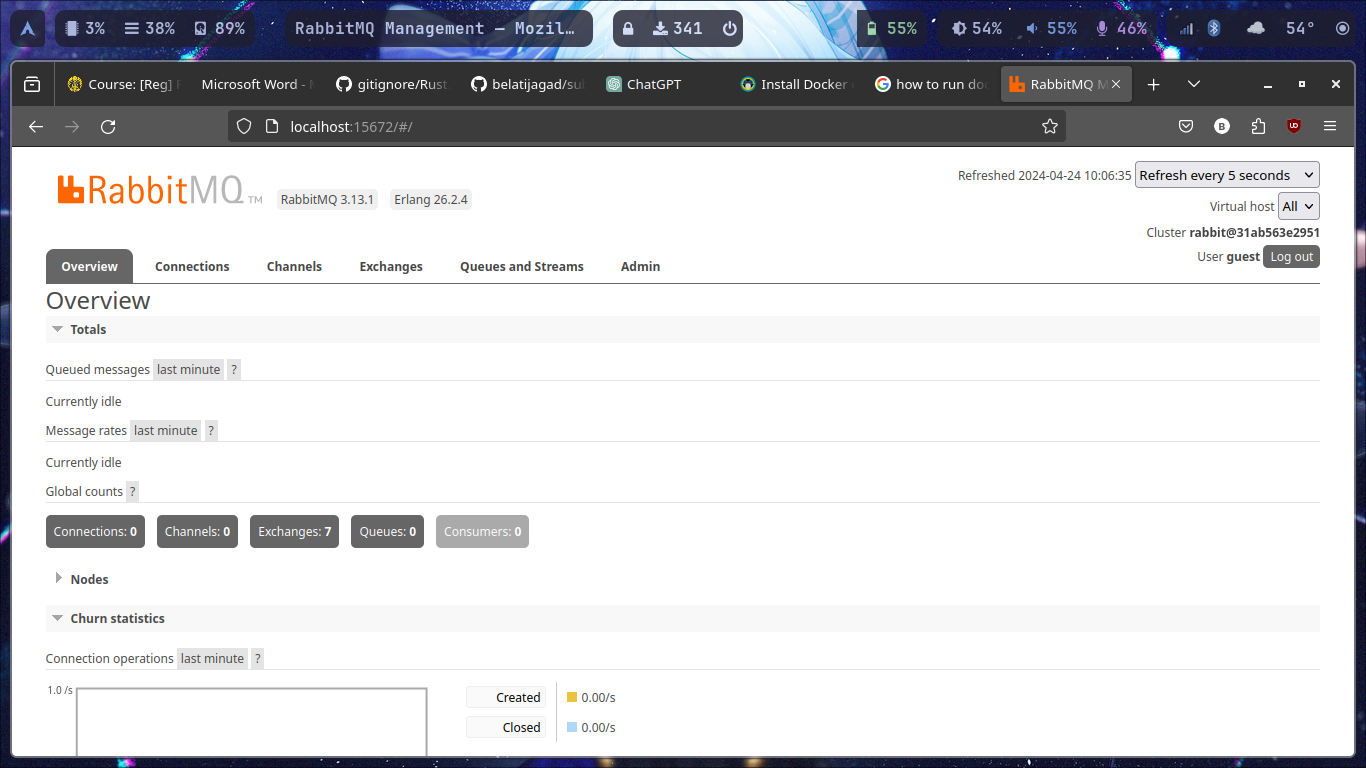 3% 38% 89% RabbitMQ Management — Mozil… 341 55% 54% 55% 46% 54°
Course: [Reg] Microsoft Word - gitignore/Rust belatijagad/su ChatGPT Install Docker how to run doc RabbitMQ M
localhost:15672/#/ B
RabbitMQ TM RabbitMQ 3.13.1 Erlang 26.2.4
Refreshed 2024-04-24 10:06:35 Refresh every 5 seconds
Virtual host All
Cluster rabbit@31ab563e2951
User guest Log out
Overview Connections Channels Exchanges Queues and Streams Admin
Overview
Totals
Queued messages last minute ?
Currently idle
Message rates last minute ?
Currently idle
Global counts ?
Connections: 0 Channels: 0 Exchanges: 7 Queues: 0 Consumers: 0
Nodes
Churn statistics
Connection operations last minute ?
1.0 /s
Created 0.00/s
Closed 0.00/s